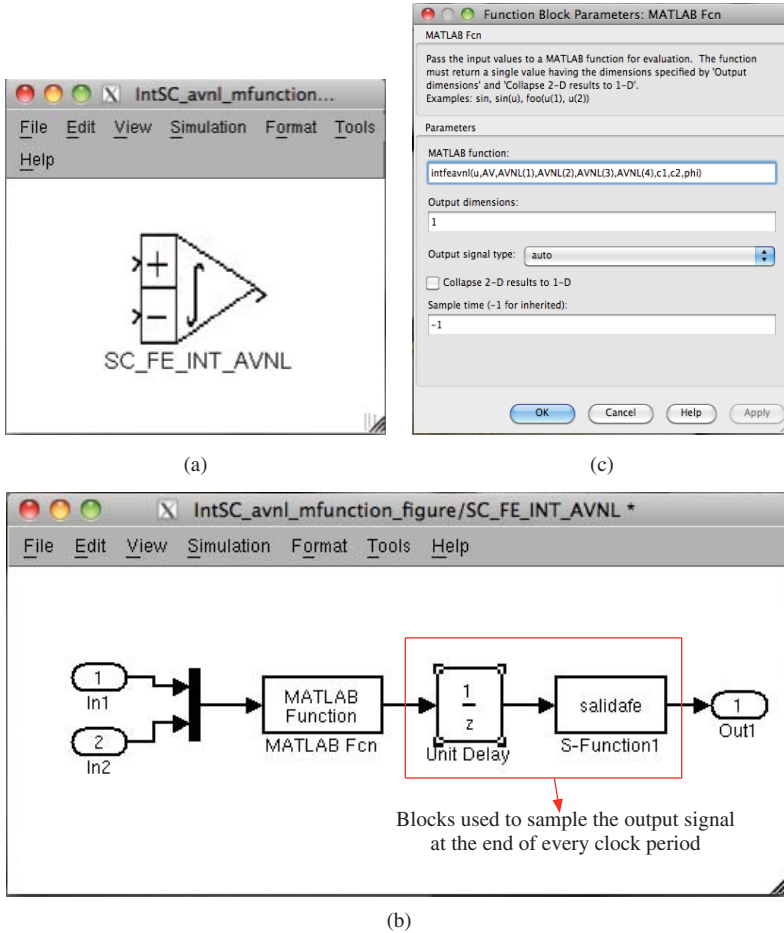 IntSC_avnl_mfunction...
File Edit View Simulation Format Tools
Help
+
−
SC_FE_INT_AVNL
(a)
Function Block Parameters: MATLAB Fcn
MATLAB Fcn
Pass the input values to a MATLAB function for evaluation. The function
must return a single value having the dimensions specified by 'Output
dimensions' and 'Collapse 2-D results to 1-D'.
Examples: sin, sin(u), foo(u(1), u(2))
Parameters
MATLAB function:
intfeavnl(u,AV,AVNL(1),AVNL(2),AVNL(3),AVNL(4),c1,c2,phi)
Output dimensions:
1
Output signal type: auto
Collapse 2-D results to 1-D
Sample time (-1 for inherited):
-1
OK Cancel Help Apply
(c)
IntSC_avnl_mfunction_figure/SC_FE_INT_AVNL *
File Edit View Simulation Format Tools Help
1
In1
2
In2
MATLAB
Function
MATLAB Fcn
1
z
Unit Delay
salidafe
S-Function1
1
Out1
Blocks used to sample the output signal
at the end of every clock period
(b)